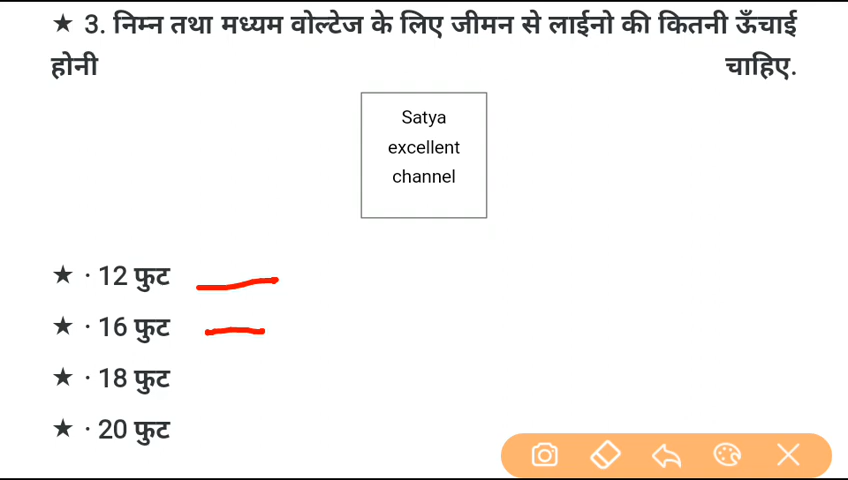 ★ 3. निम्न तथा मध्यम वोल्टेज के लिए जीमन से लाईनो की कितनी ऊँचाई
होनी चाहिए.
Satya
excellent
channel
★ · 12 फुट
★ · 16 फुट
★ · 18 फुट
★ · 20 फुट